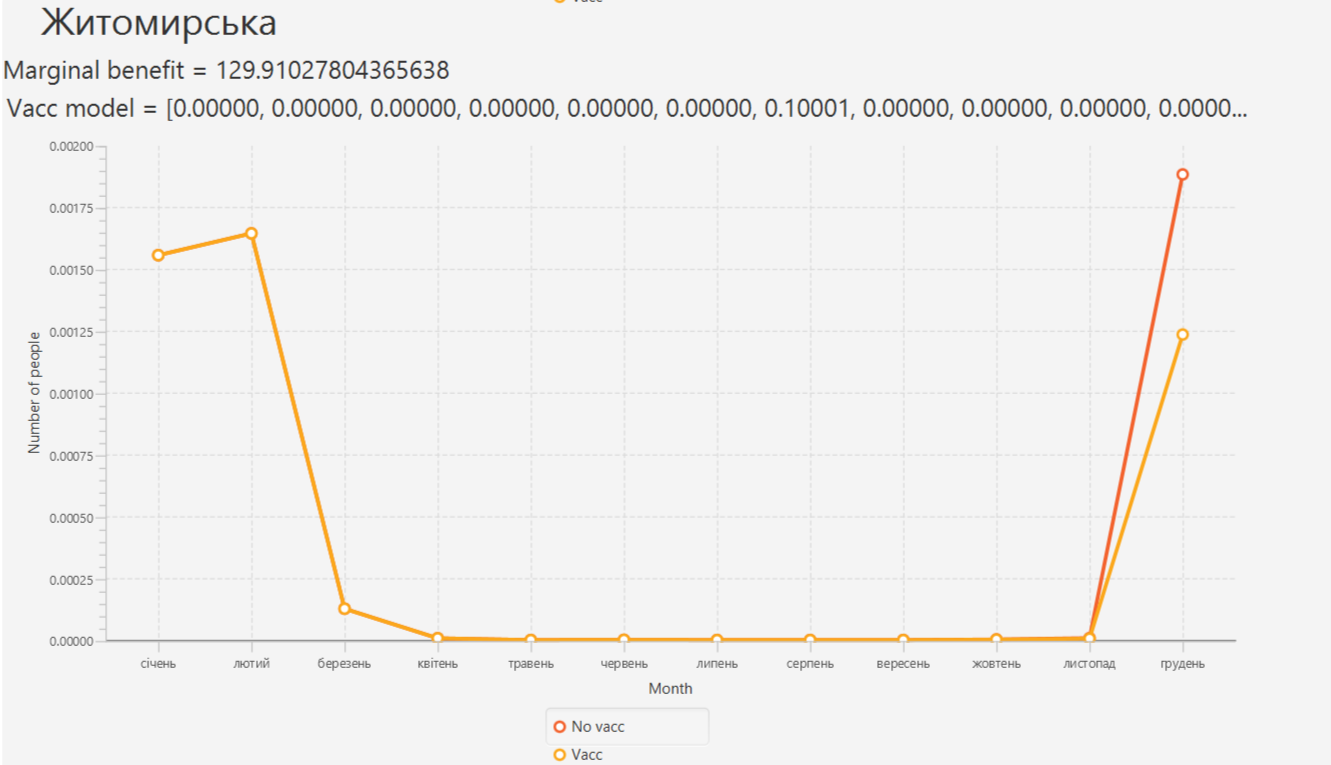 Vacc
Житомирська
Marginal benefit = 129.91027804365638
Vacc model = [0.00000, 0.00000, 0.00000, 0.00000, 0.00000, 0.00000, 0.10001, 0.00000, 0.00000, 0.00000, 0.0000...
0.00200
0.00175
0.00150
0.00125
0.00100
0.00075
0.00050
0.00025
0.00000
Number of people
січень лютий березень квітень травень червень липень серпень вересень жовтень листопад грудень
Month
No vacc
Vacc